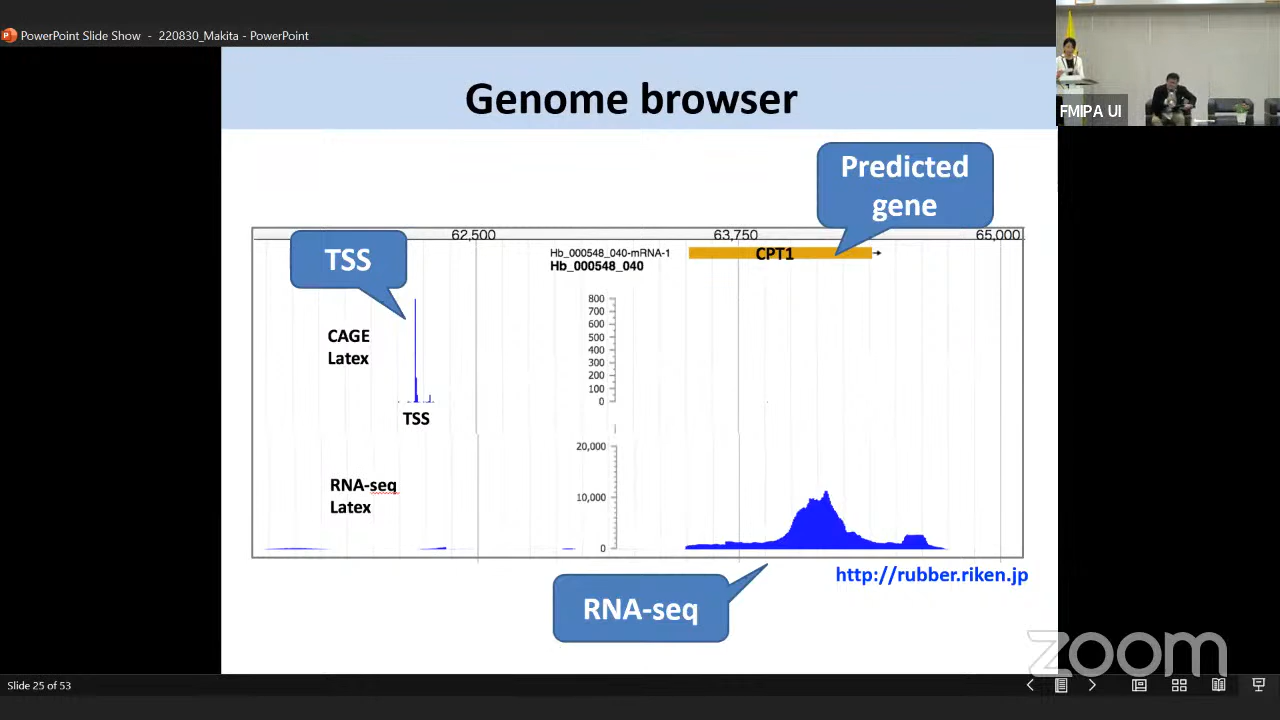 PowerPoint Slide Show - 220830_Makita - PowerPoint
FMIPA UI
Genome browser
Predicted
gene
62,500
63,750
65,000
TSS
Hb_000548_040-mRNA-1
Hb_000548_040
CPT1
CAGE
Latex
800
700
600
500
400
300
200
100
0
TSS
RNA-seq
Latex
20,000
10,000
0
http://rubber.riken.jp
RNA-seq
zoom
Slide 25 of 53